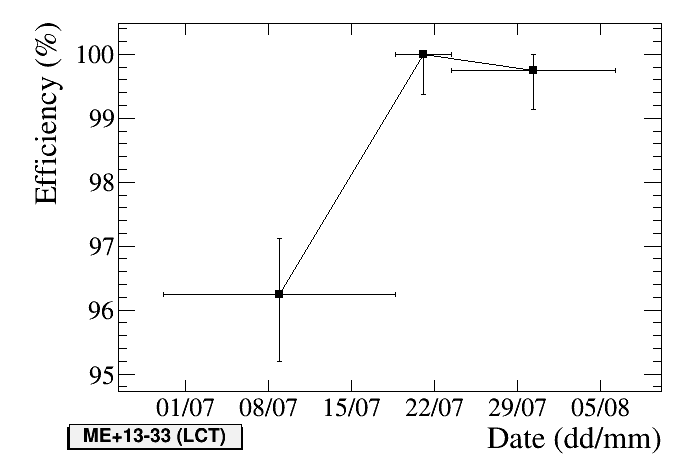 Efficiency (%)
100
99
98
97
96
95
01/07 08/07 15/07 22/07 29/07 05/08
ME+13-33 (LCT)
Date (dd/mm)